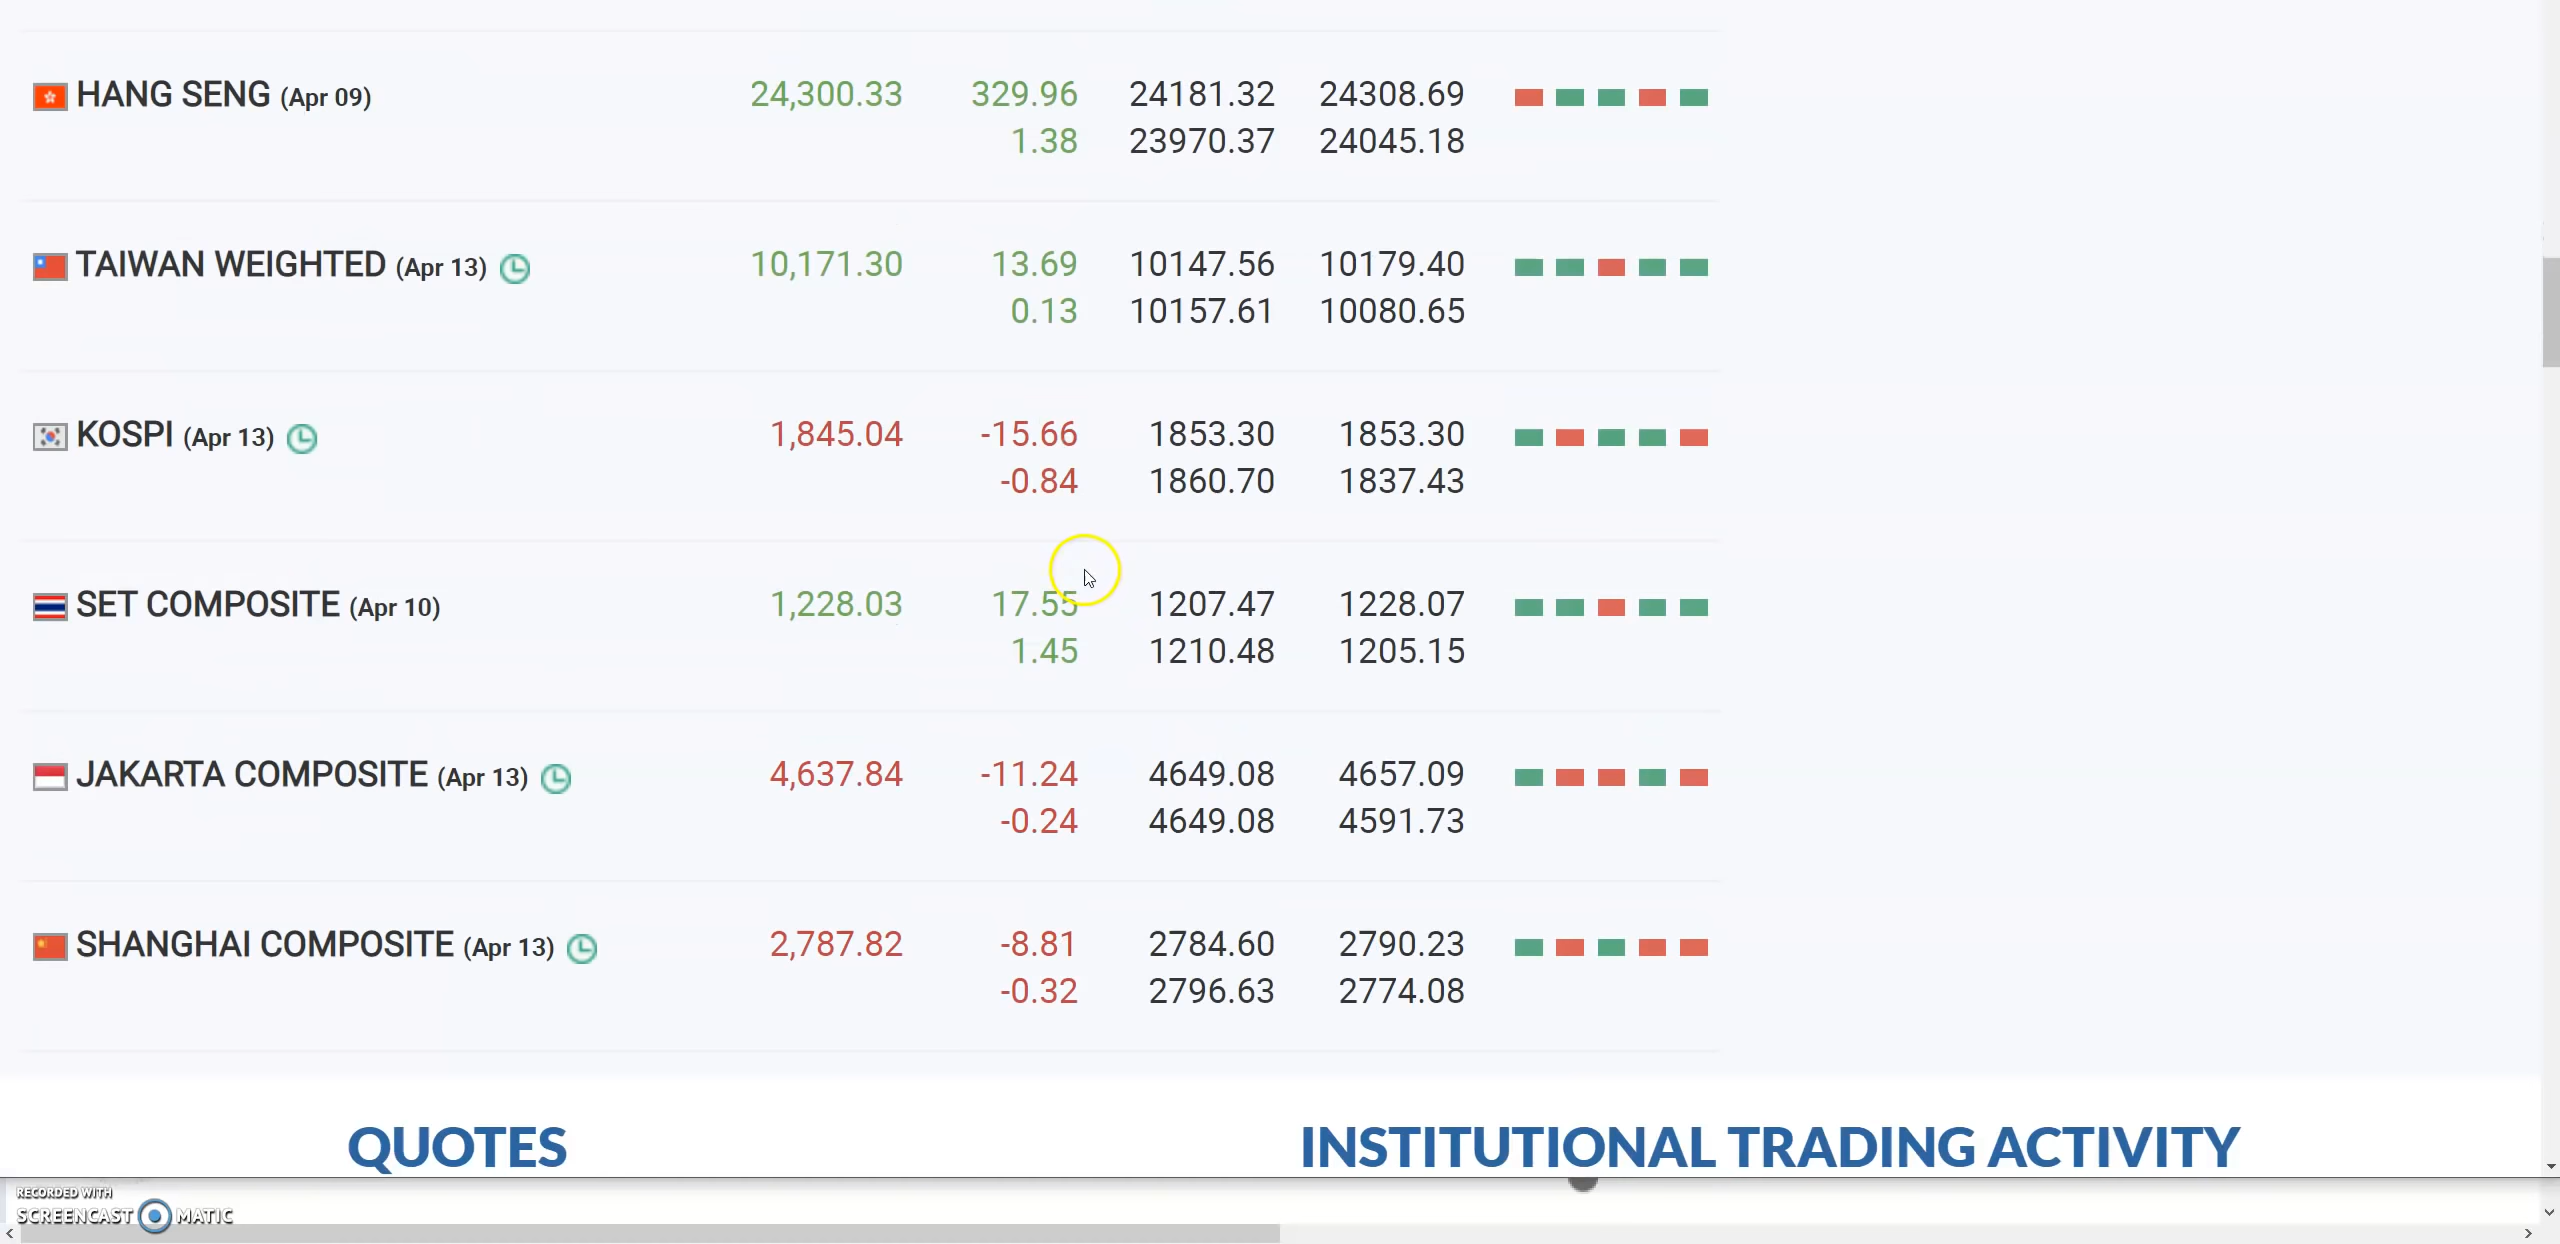 HANG SENG (Apr 09) 24,300.33 329.96 24181.32 24308.69
1.38 23970.37 24045.18
TAIWAN WEIGHTED (Apr 13) 10,171.30 13.69 10147.56 10179.40
0.13 10157.61 10080.65
KOSPI (Apr 13) 1,845.04 -15.66 1853.30 1853.30
-0.84 1860.70 1837.43
SET COMPOSITE (Apr 10) 1,228.03 17.55 1207.47 1228.07
1.45 1210.48 1205.15
JAKARTA COMPOSITE (Apr 13) 4,637.84 -11.24 4649.08 4657.09
-0.24 4649.08 4591.73
SHANGHAI COMPOSITE (Apr 13) 2,787.82 -8.81 2784.60 2790.23
-0.32 2796.63 2774.08
QUOTES INSTITUTIONAL TRADING ACTIVITY
RECORDED WITH
SCREENCAST MATIC